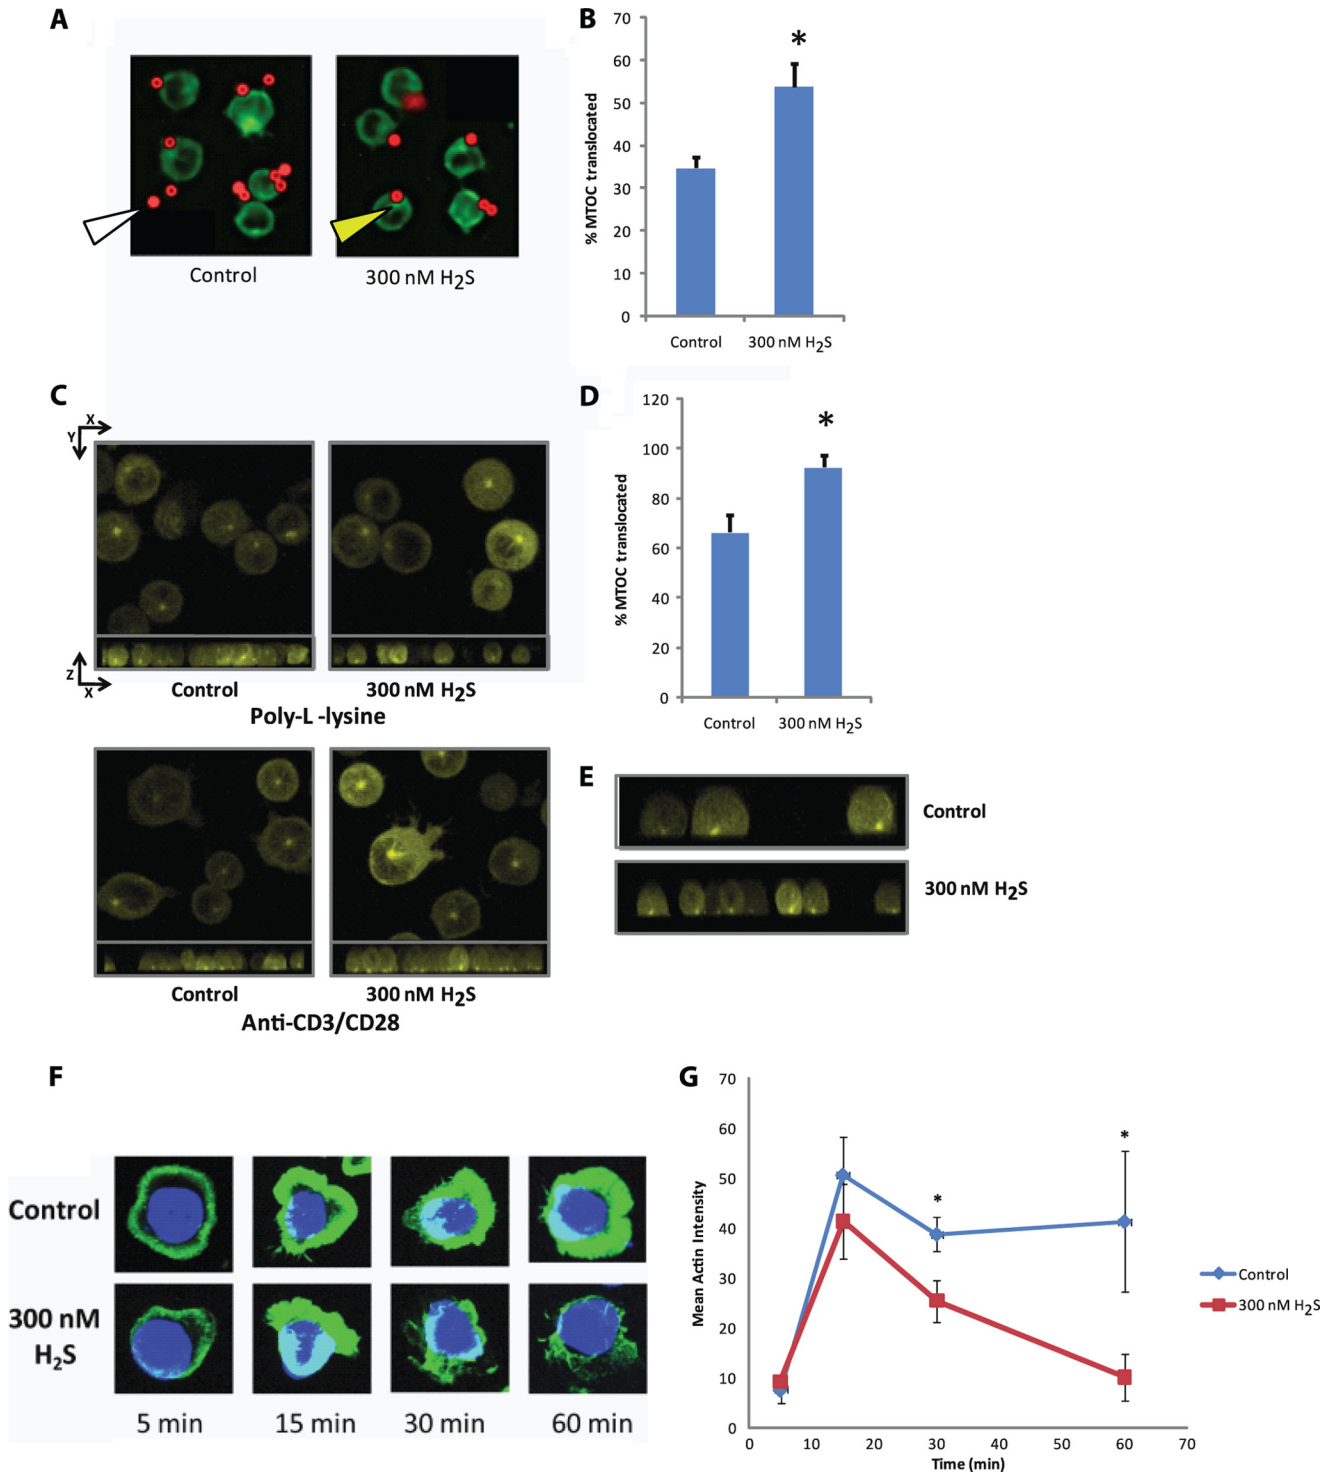 A
Control
300 nM H2S
B
% MTOC translocated
70
60
50
40
30
20
10
0
*
Control
300 nM H2S
C
X
Y
Z
X
Control
300 nM H2S
Poly-L -lysine
Control
300 nM H2S
Anti-CD3/CD28
D
% MTOC translocated
120
100
80
60
40
20
0
*
Control
300 nM H2S
E
Control
300 nM H2S
F
Control
300 nM
H2S
5 min
15 min
30 min
60 min
G
Mean Actin Intensity
70
60
50
40
30
20
10
0
*
*
0 10 20 30 40 50 60 70
Time (min)
Control
300 nM H2S